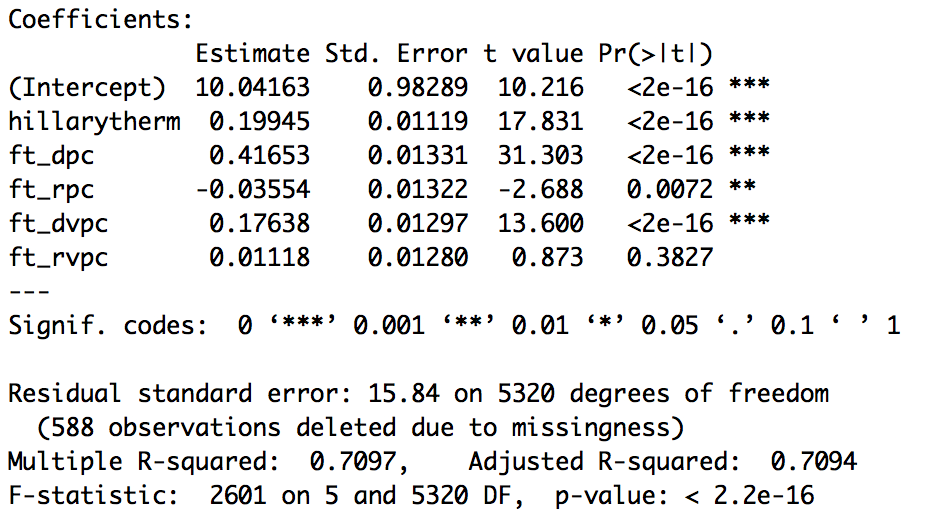 Coefficients:
             Estimate Std. Error t value Pr(>|t|)
(Intercept)  10.04163    0.98289  10.216   <2e-16 ***
hillarytherm  0.19945    0.01119  17.831   <2e-16 ***
ft_dpc        0.41653    0.01331  31.303   <2e-16 ***
ft_rpc       -0.03554    0.01322  -2.688   0.0072 **
ft_dvpc       0.17638    0.01297  13.600   <2e-16 ***
ft_rvpc       0.01118    0.01280   0.873   0.3827
---
Signif. codes:  0 ‘***’ 0.001 ‘**’ 0.01 ‘*’ 0.05 ‘.’ 0.1 ‘ ’ 1
Residual standard error: 15.84 on 5320 degrees of freedom
  (588 observations deleted due to missingness)
Multiple R-squared:  0.7097,    Adjusted R-squared:  0.7094
F-statistic:  2601 on 5 and 5320 DF,  p-value: < 2.2e-16